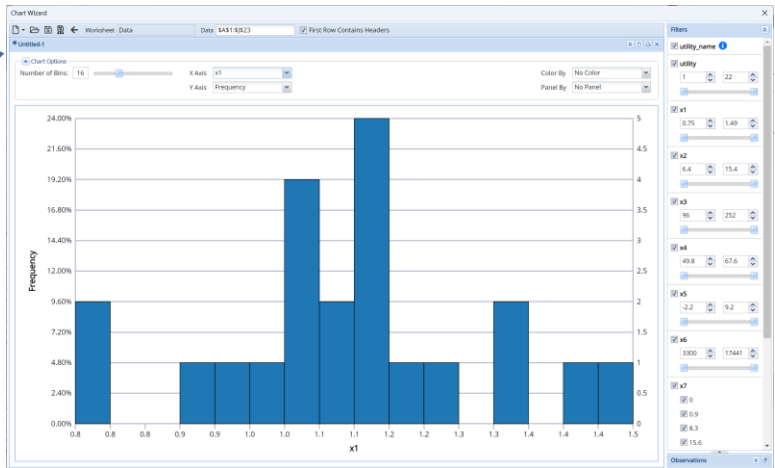 Chart Wizard
Worksheet Data Data $A$1:$J$23 First Row Contains Headers
*Untitled-1
Chart Options
Number of Bins: 16 X Axis x1 Color By No Color
Y Axis Frequency Panel By No Panel
24.00% 5
21.60% 4.5
19.20% 4
16.80% 3.5
14.40% 3
12.00% 2.5
9.60% 2
7.20% 1.5
4.80% 1
2.40% 0.5
0.00% 0
Frequency
0.8 0.8 0.8 0.9 0.9 1.0 1.0 1.1 1.1 1.2 1.2 1.3 1.3 1.4 1.4 1.4 1.5
x1
Filters
utility_name
utility
1 22
x1
0.75 1.49
x2
6.4 15.4
x3
96 252
x4
49.8 67.6
x5
-2.2 9.2
x6
3300 17441
x7
0
0.9
8.3
15.6
Observations